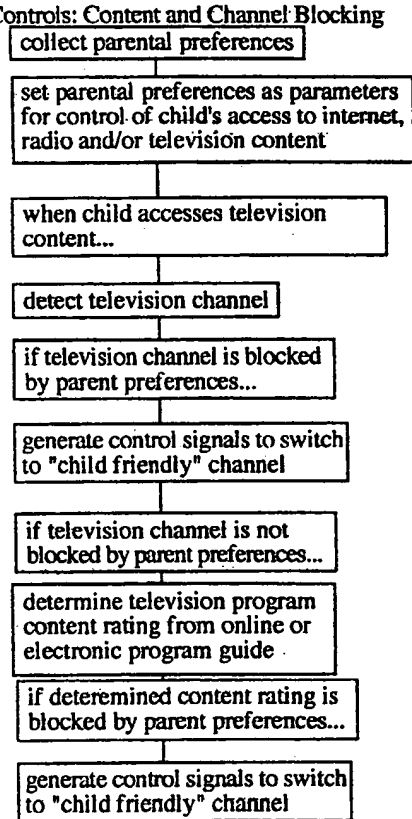 Controls: Content and Channel Blocking
collect parental preferences
set parental preferences as parameters
for control of child's access to internet,
radio and/or television content
when child accesses television
content...
detect television channel
if television channel is blocked
by parent preferences...
generate control signals to switch
to "child friendly" channel
if television channel is not
blocked by parent preferences...
determine television program
content rating from online or
electronic program guide
if deteremined content rating is
blocked by parent preferences...
generate control signals to switch
to "child friendly" channel